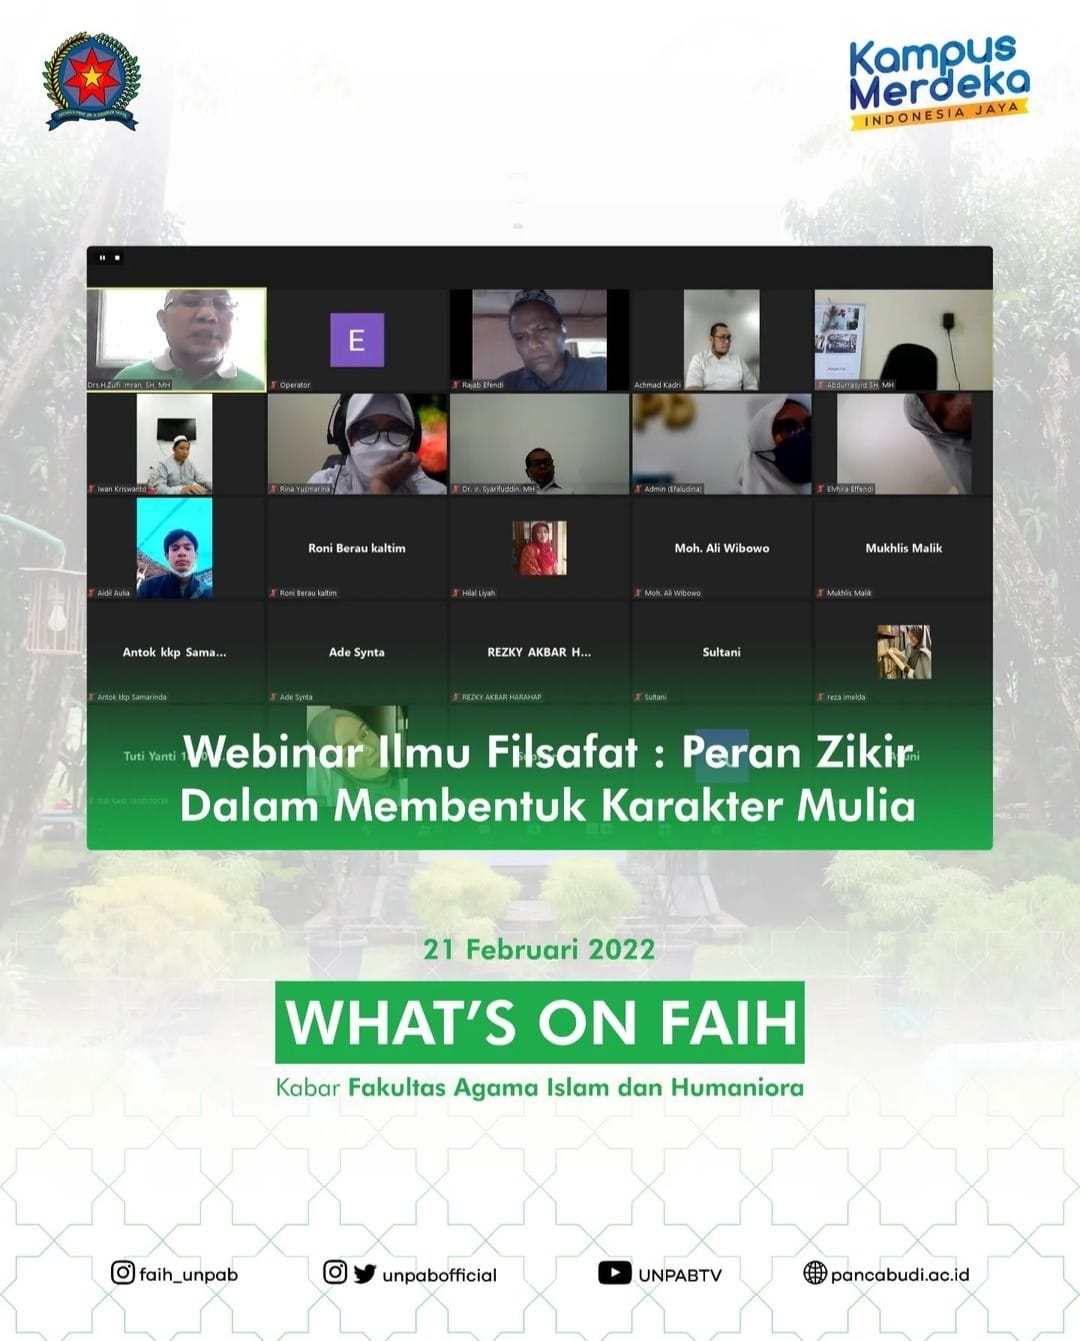 Kampus
Merdeka
INDONESIA JAYA
Drs.H.Zulfi Imran, SH, MH
E
Operator
Rajab Efendi
Achmad Kadri
Abdurrasyid SH, MH
Iwan Kriswanto
Rina Yusmarina
Dr. Ir. Syarifuddin. MH
Admin (Efaludina)
Elvhira Effendi
Aidil Aulia
Roni Berau kaltim
Roni Berau kaltim
Hilal Liyah
Moh. Ali Wibowo
Moh. Ali Wibowo
Mukhlis Malik
Mukhlis Malik
Antok kkp Sama...
Antok kkp Samarinda
Ade Synta
Ade Synta
REZKY AKBAR H...
REZKY AKBAR HARAHAP
Sultani
Sultani
reza imelda
Tuti Yanti
Webinar Ilmu Filsafat : Peran Zikir
Dalam Membentuk Karakter Mulia
21 Februari 2022
WHAT'S ON FAIH
Kabar Fakultas Agama Islam dan Humaniora
faih_unpab
unpabofficial
UNPABTV
pancabudi.ac.id